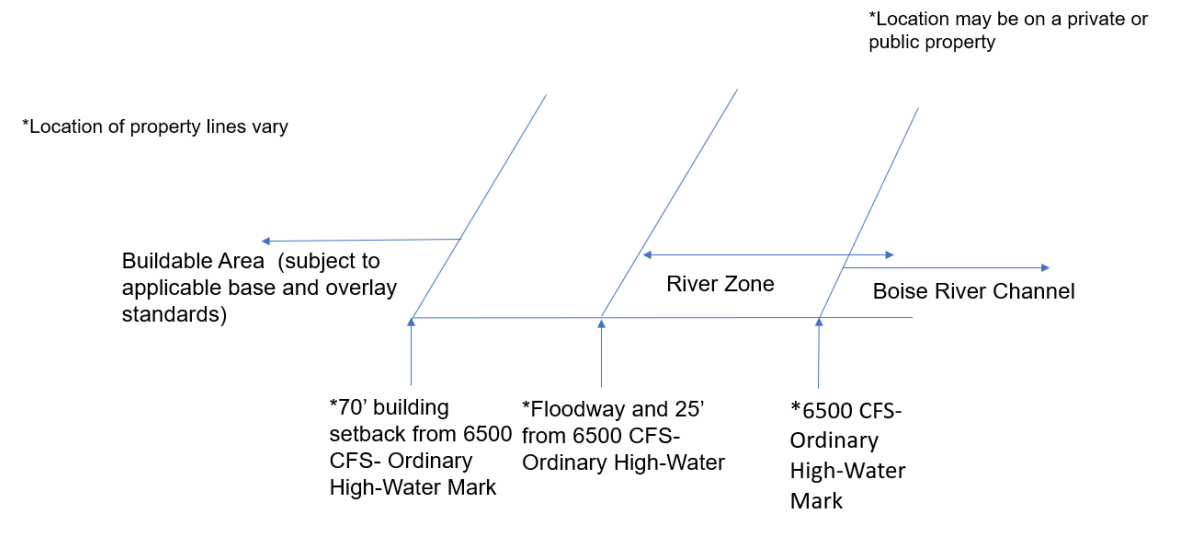 *Location may be on a private or
public property
*Location of property lines vary
Buildable Area  (subject to
applicable base and overlay
standards)
River Zone
Boise River Channel
*70’ building
setback from 6500
CFS- Ordinary
High-Water Mark
*Floodway and 25’
from 6500 CFS-
Ordinary High-Water
*6500 CFS-
Ordinary
High-Water
Mark